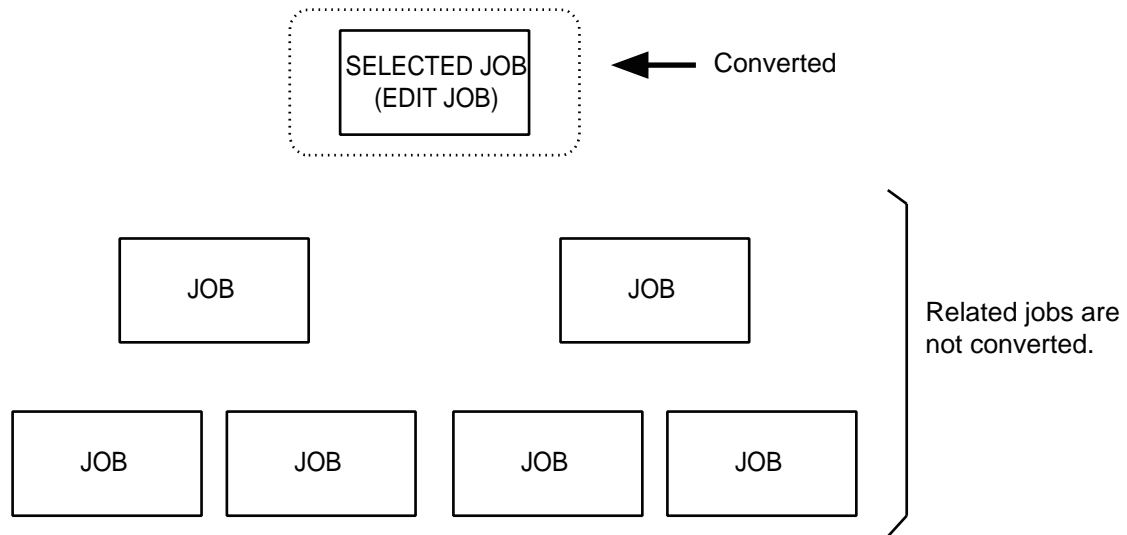 SELECTED JOB
(EDIT JOB)
Converted
JOB
JOB
Related jobs are
not converted.
JOB
JOB
JOB
JOB